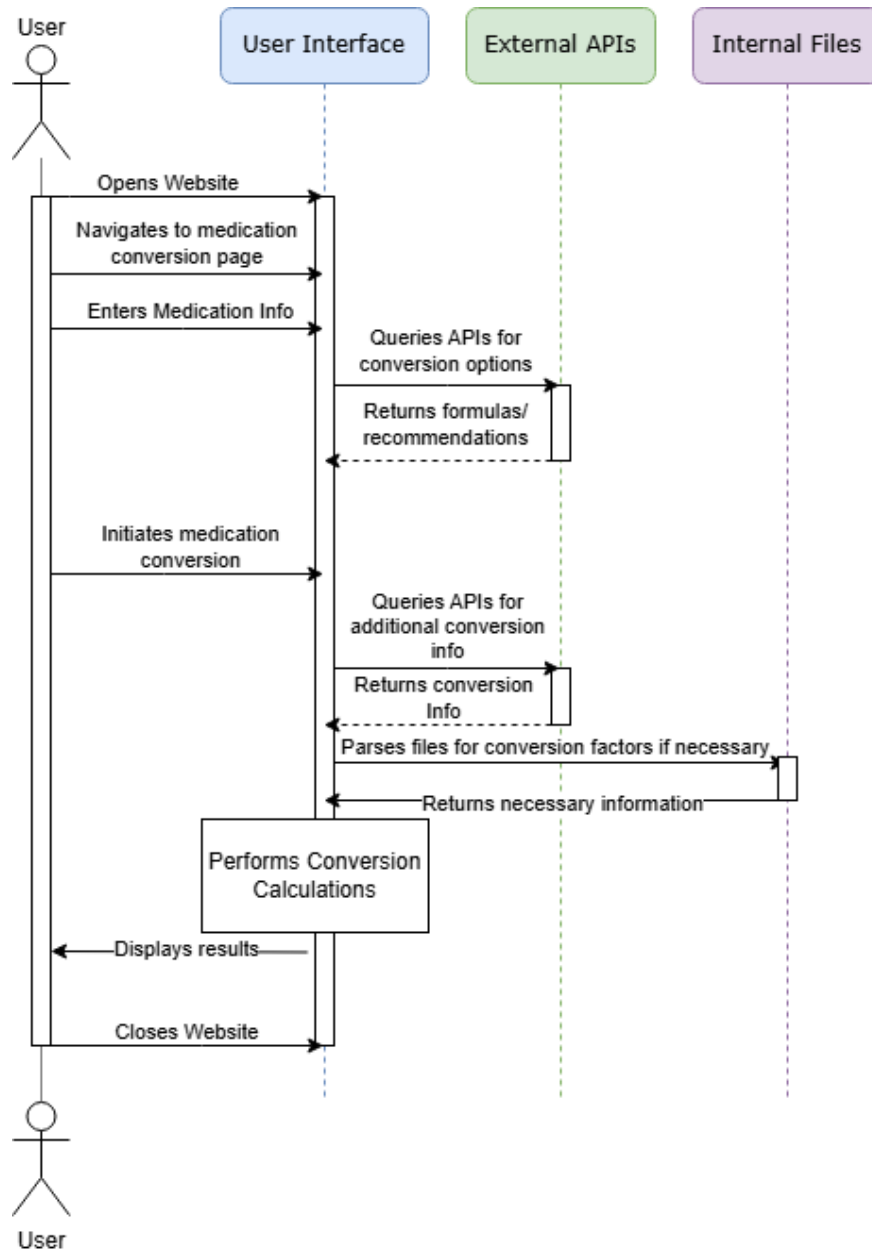 User
User Interface
External APIs
Internal Files
Opens Website
Navigates to medication
conversion page
Enters Medication Info
Queries APIs for
conversion options
Returns formulas/
recommendations
Initiates medication
conversion
Queries APIs for
additional conversion
info
Returns conversion
Info
Parses files for conversion factors if necessary
Returns necessary information
Performs Conversion
Calculations
Displays results
Closes Website
User